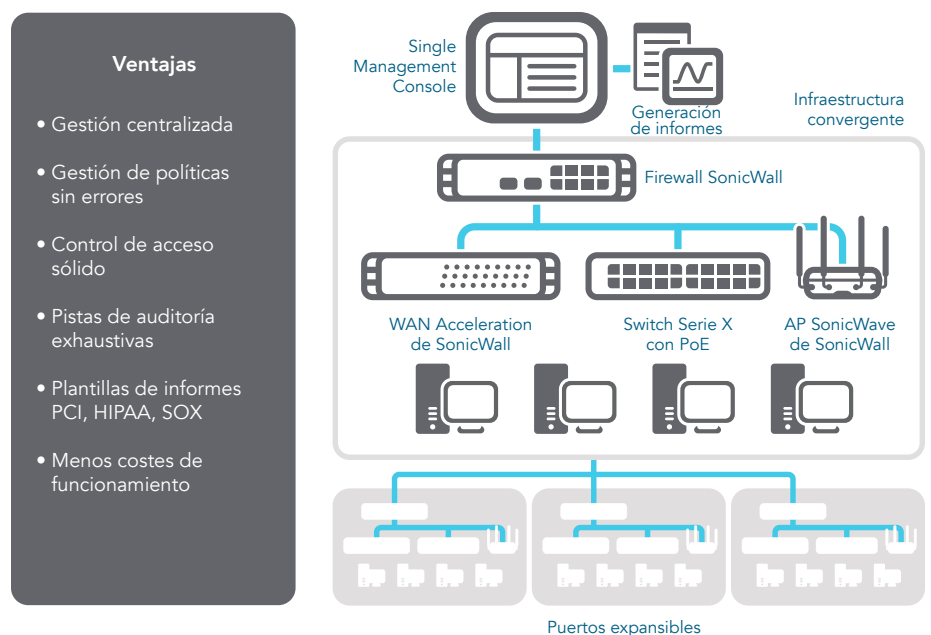 Ventajas
• Gestión centralizada
• Gestión de políticas
sin errores
• Control de acceso
sólido
• Pistas de auditoría
exhaustivas
• Plantillas de informes
PCI, HIPAA, SOX
• Menos costes de
funcionamiento
Single
Management
Console
Generación
de informes
Infraestructura
convergente
Firewall SonicWall
WAN Acceleration
de SonicWall
Switch Serie X
con PoE
AP SonicWave
de SonicWall
Puertos expansibles